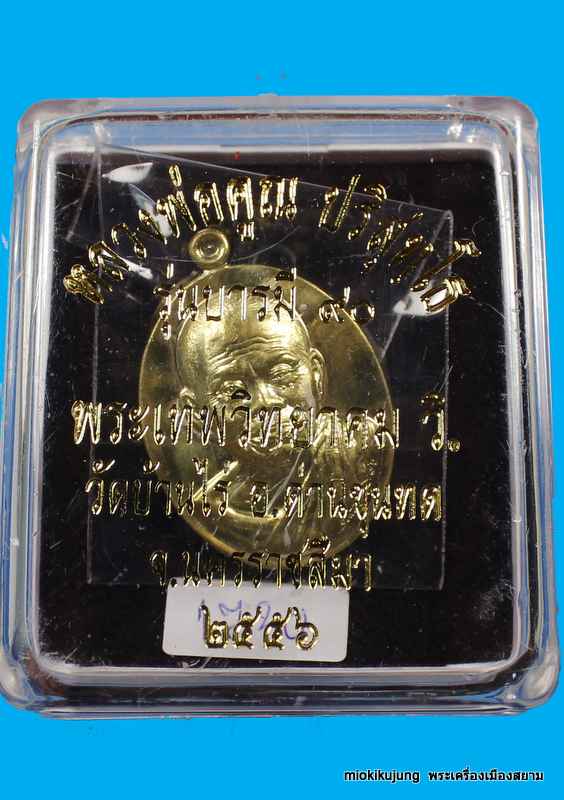 หลวงพ่อคูณ ปริสุทโธ
รุ่นบารมี ๙๐
พระเทพวิทยาคม วิ.
วัดบ้านไร่ อ.ด่านขุนทด
จ.นครราชสีมา
๒๕๕๖
miokikujung พระเครื่องเมืองสยาม